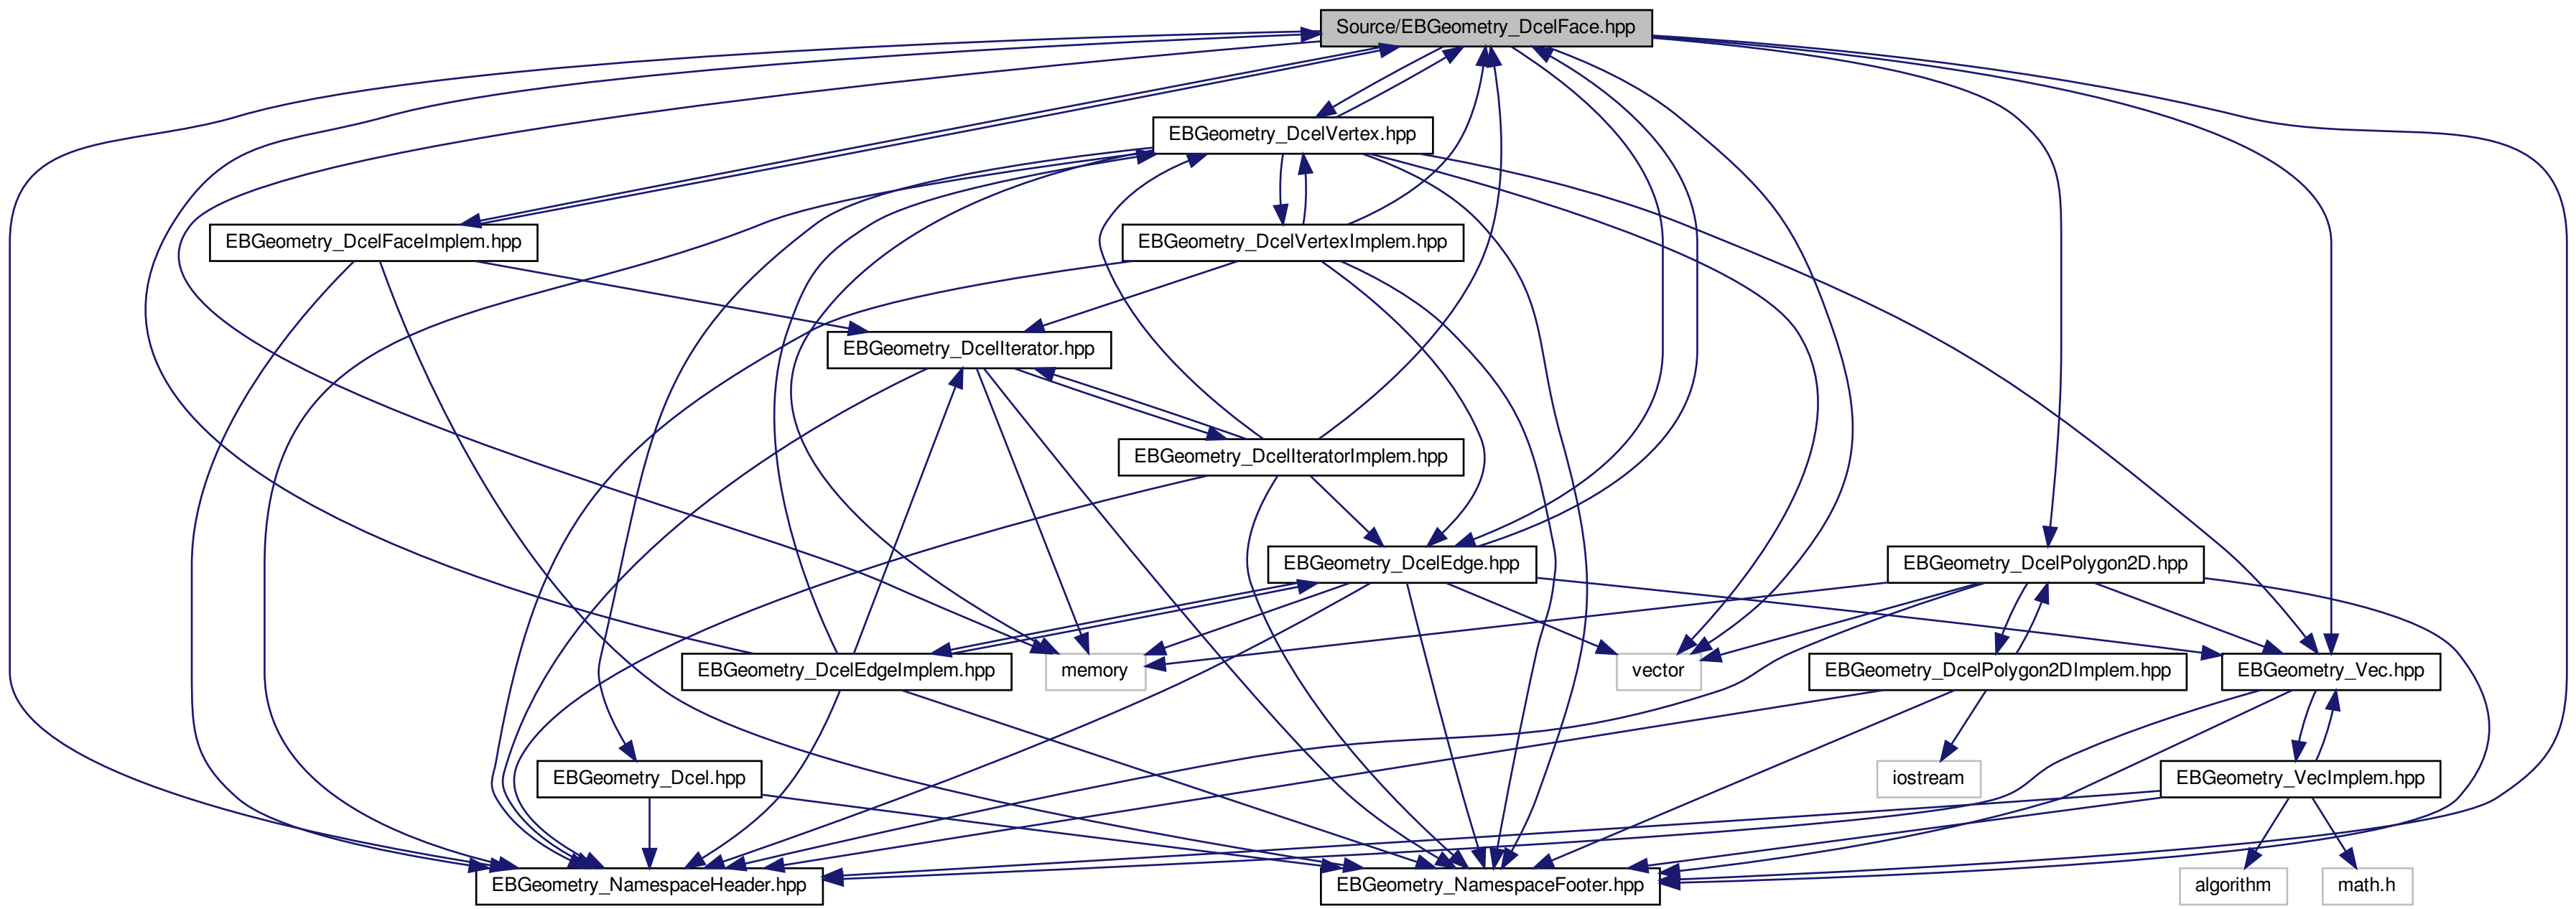 Source/EBGeometry_DcelFace.hpp
EBGeometry_DcelVertex.hpp
EBGeometry_DcelFaceImplem.hpp
EBGeometry_DcelVertexImplem.hpp
EBGeometry_DcelIterator.hpp
EBGeometry_DcelIteratorImplem.hpp
EBGeometry_DcelEdge.hpp
EBGeometry_DcelPolygon2D.hpp
EBGeometry_DcelEdgeImplem.hpp
memory
vector
EBGeometry_DcelPolygon2DImplem.hpp
EBGeometry_Vec.hpp
EBGeometry_Dcel.hpp
iostream
EBGeometry_VecImplem.hpp
EBGeometry_NamespaceHeader.hpp
EBGeometry_NamespaceFooter.hpp
algorithm
math.h